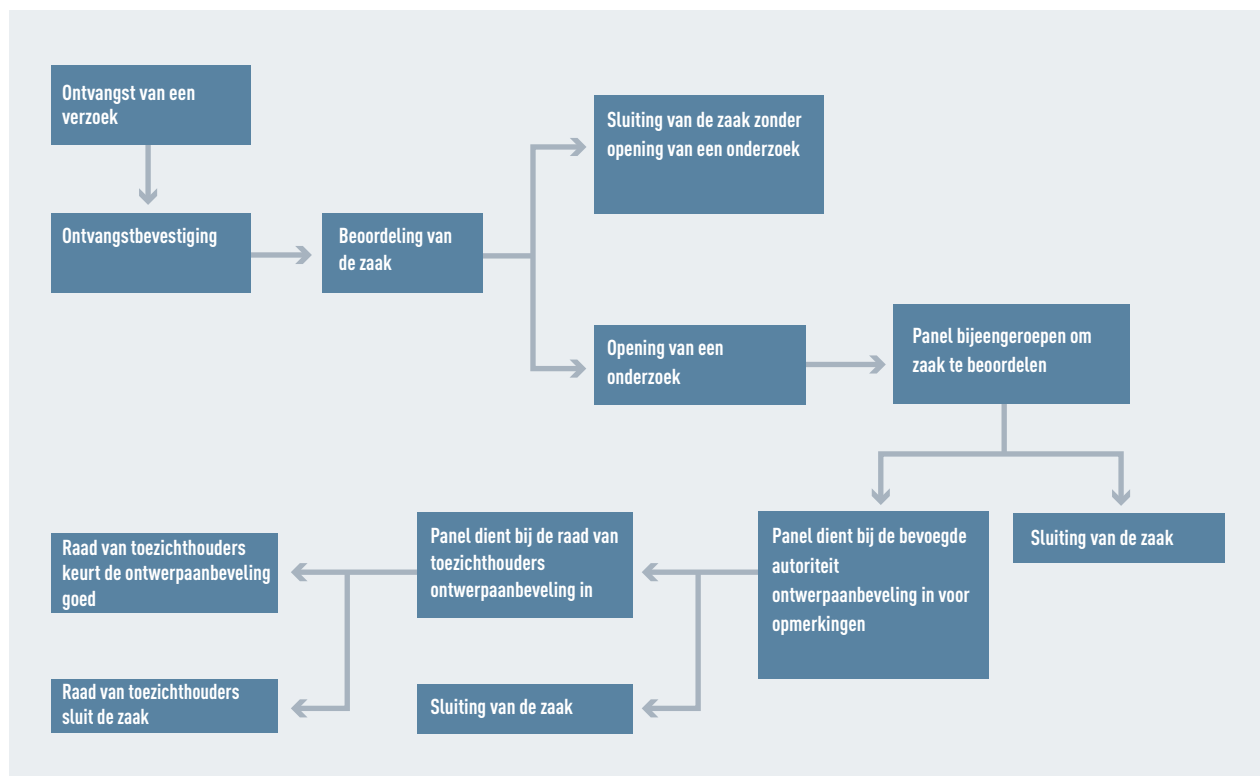 Ontvangst van een
verzoek
Ontvangstbevestiging
Beoordeling van
de zaak
Sluiting van de zaak zonder
opening van een onderzoek
Opening van een
onderzoek
Panel bijeengeroepen om
zaak te beoordelen
Sluiting van de zaak
Panel dient bij de bevoegde
autoriteit
ontwerpaanbeveling in voor
opmerkingen
Panel dient bij de raad van
toezichthouders
ontwerpaanbeveling in
Sluiting van de zaak
Raad van toezichthouders
keurt de ontwerpaanbeveling
goed
Raad van toezichthouders
sluit de zaak